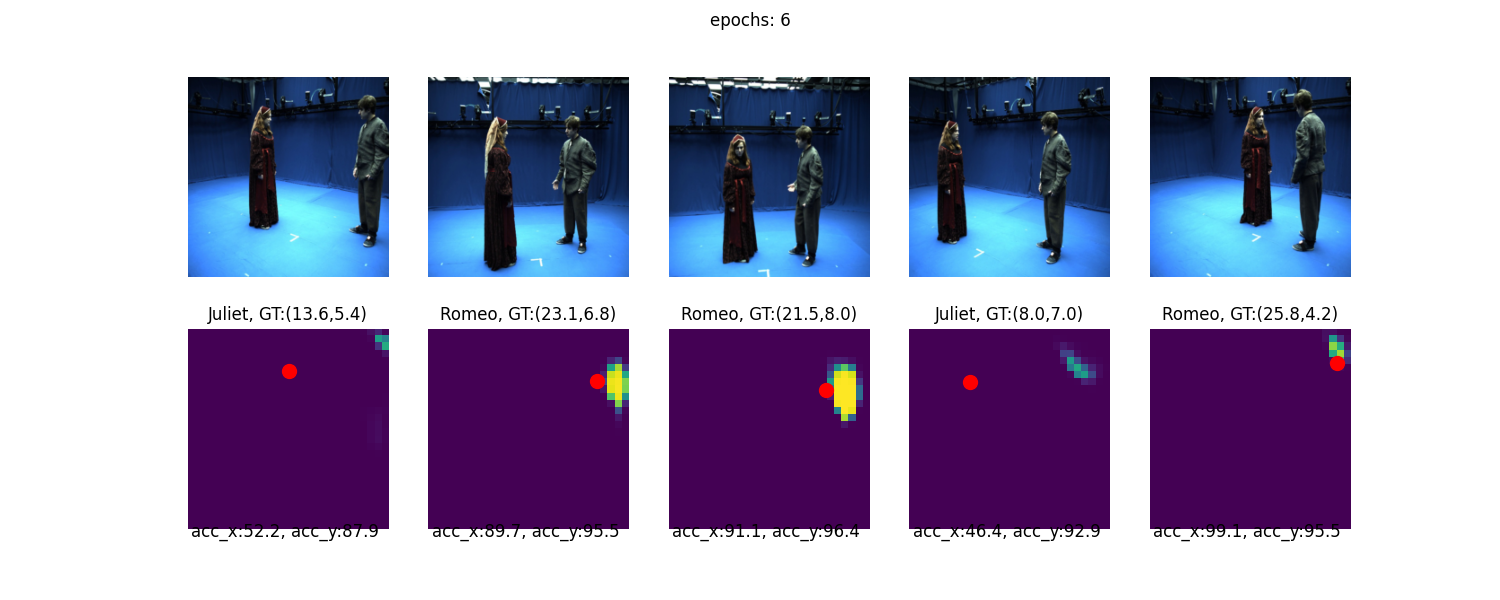 epochs: 6
Juliet, GT:(13.6,5.4)
Romeo, GT:(23.1,6.8)
Romeo, GT:(21.5,8.0)
Juliet, GT:(8.0,7.0)
Romeo, GT:(25.8,4.2)
acc_x:52.2, acc_y:87.9
acc_x:89.7, acc_y:95.5
acc_x:91.1, acc_y:96.4
acc_x:46.4, acc_y:92.9
acc_x:99.1, acc_y:95.5